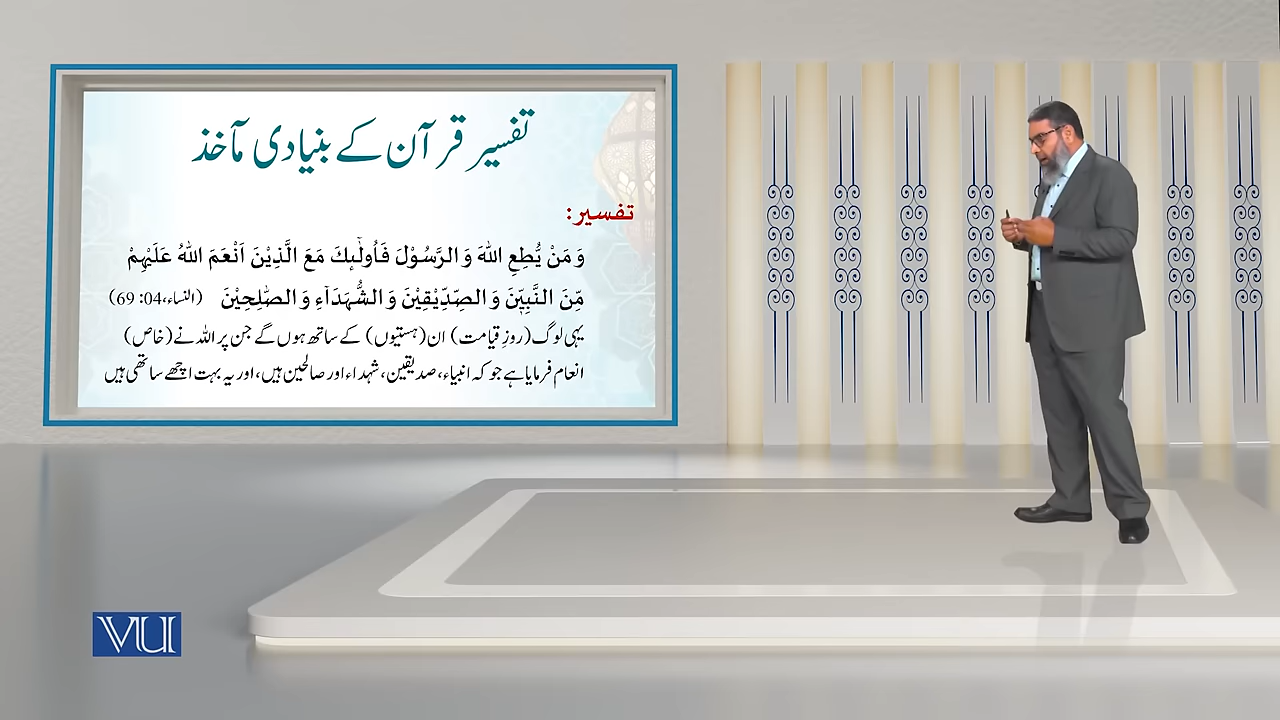 تفسیر قرآن کے بنیادی مآخذ
تفسیر:
وَمَنْ يُّطِعِ اللّٰهَ وَالرَّسُوْلَ فَاُولٰٓىِٕكَ مَعَ الَّذِيْنَ اَنْعَمَ اللّٰهُ عَلَيْهِمْ
مِّنَ النَّبِيّٖنَ وَالصِّدِّيْقِيْنَ وَالشُّهَدَآءِ وَالصّٰلِحِيْنَ (النساء،04: 69)
یہی لوگ (روزِ قیامت) ان (ہستیوں) کے ساتھ ہوں گے جن پر اللہ نے (خاص)
انعام فرمایا ہے جو کہ انبیاء، صدیقین، شہداء اور صالحین ہیں، اور یہ بہت اچھے ساتھی ہیں
VU